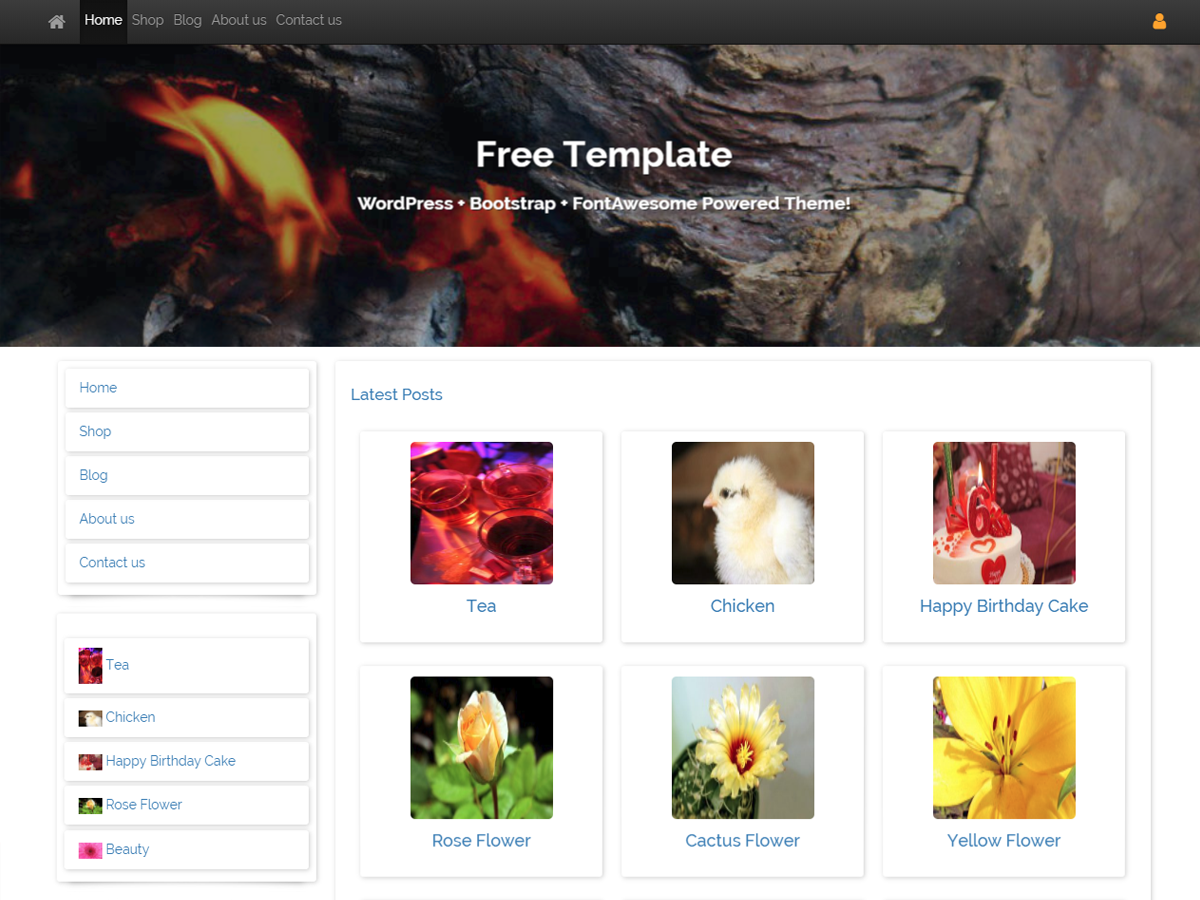 Home Shop Blog About us Contact us
Free Template
WordPress + Bootstrap + FontAwesome Powered Theme!
Home
Shop
Blog
About us
Contact us
Tea
Chicken
Happy Birthday Cake
Rose Flower
Beauty
Latest Posts
Tea
Chicken
6
Happy Birthday Cake
Rose Flower
Cactus Flower
Yellow Flower